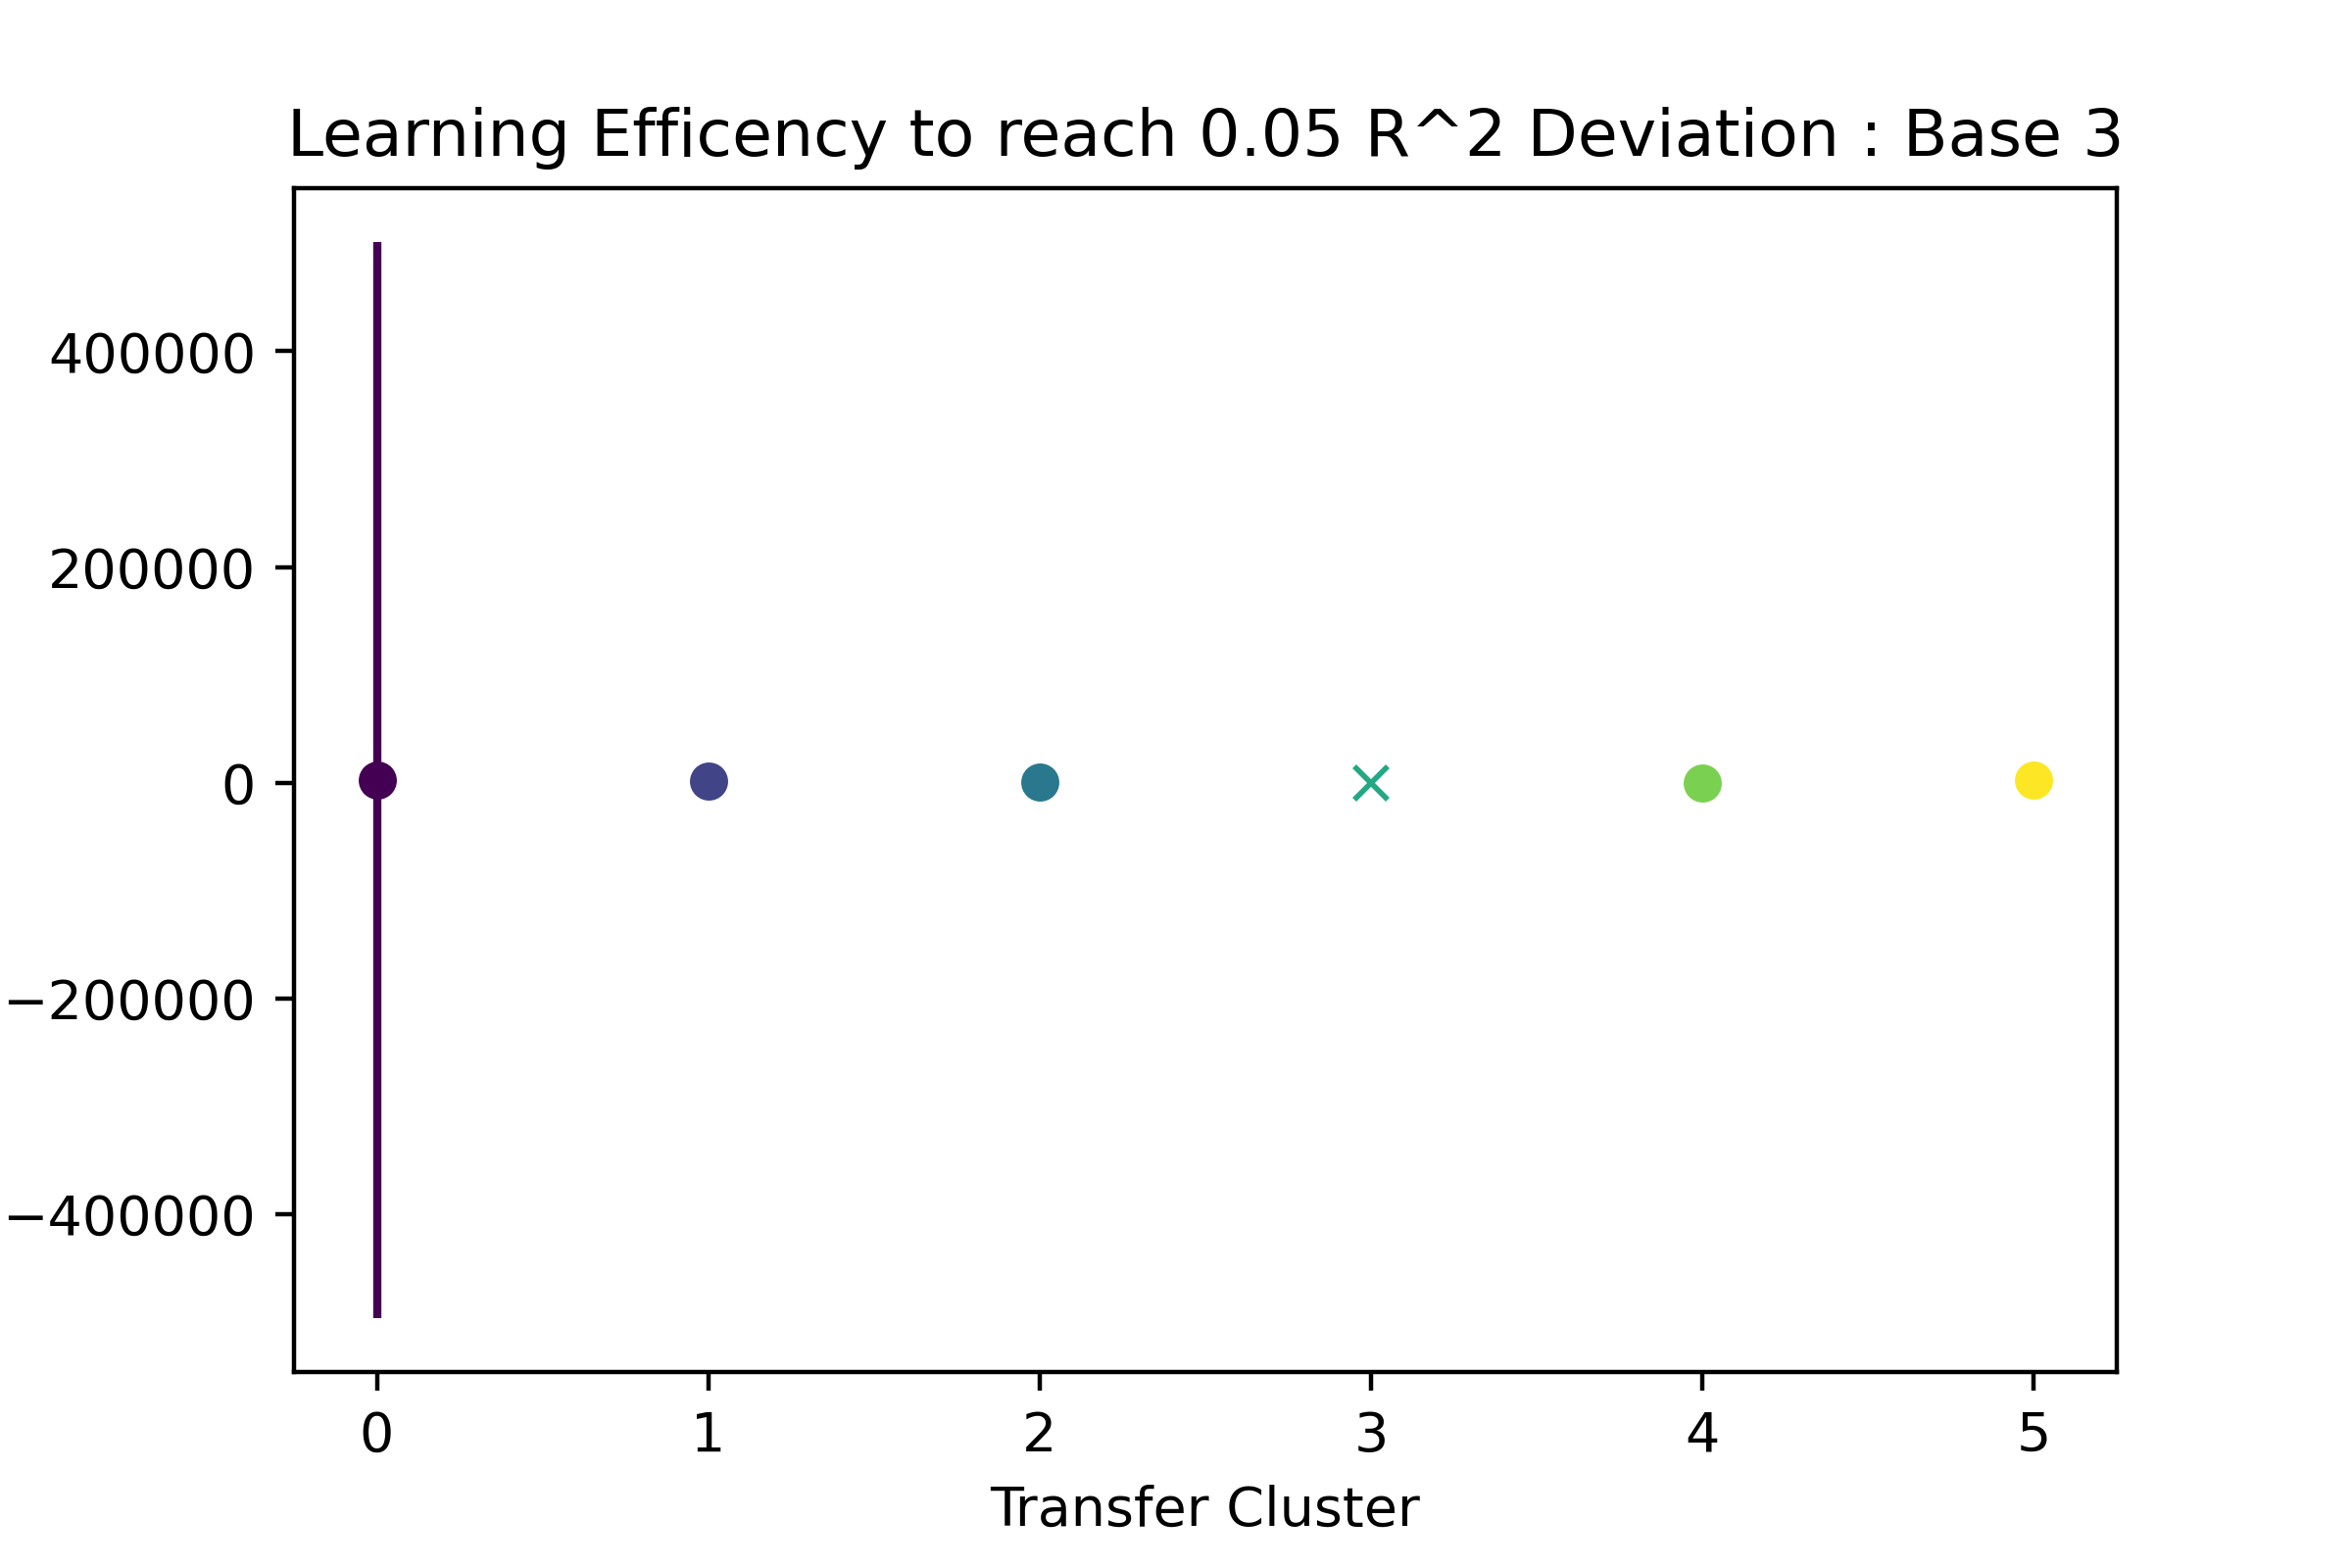 Learning Efficency to reach 0.05 R^2 Deviation : Base 3
400000
200000
0
−200000
−400000
0 1 2 3 4 5
Transfer Cluster